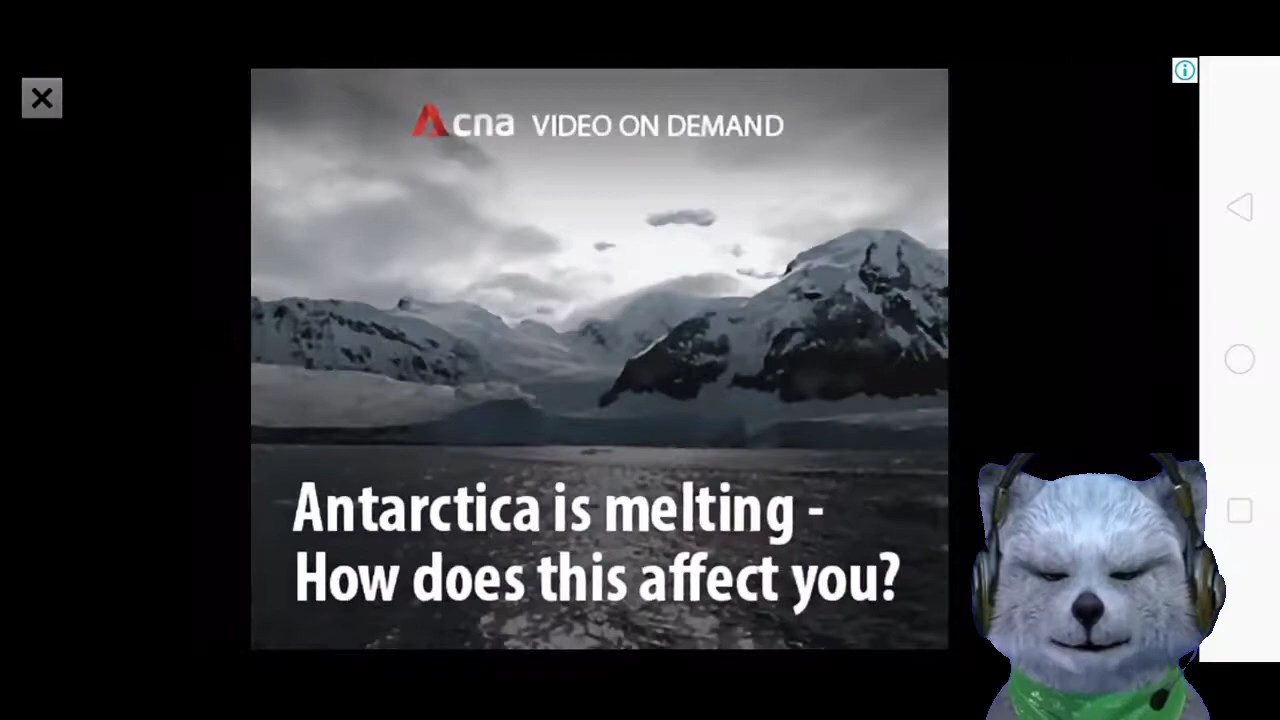 cna VIDEO ON DEMAND
Antarctica is melting -
How does this affect you?